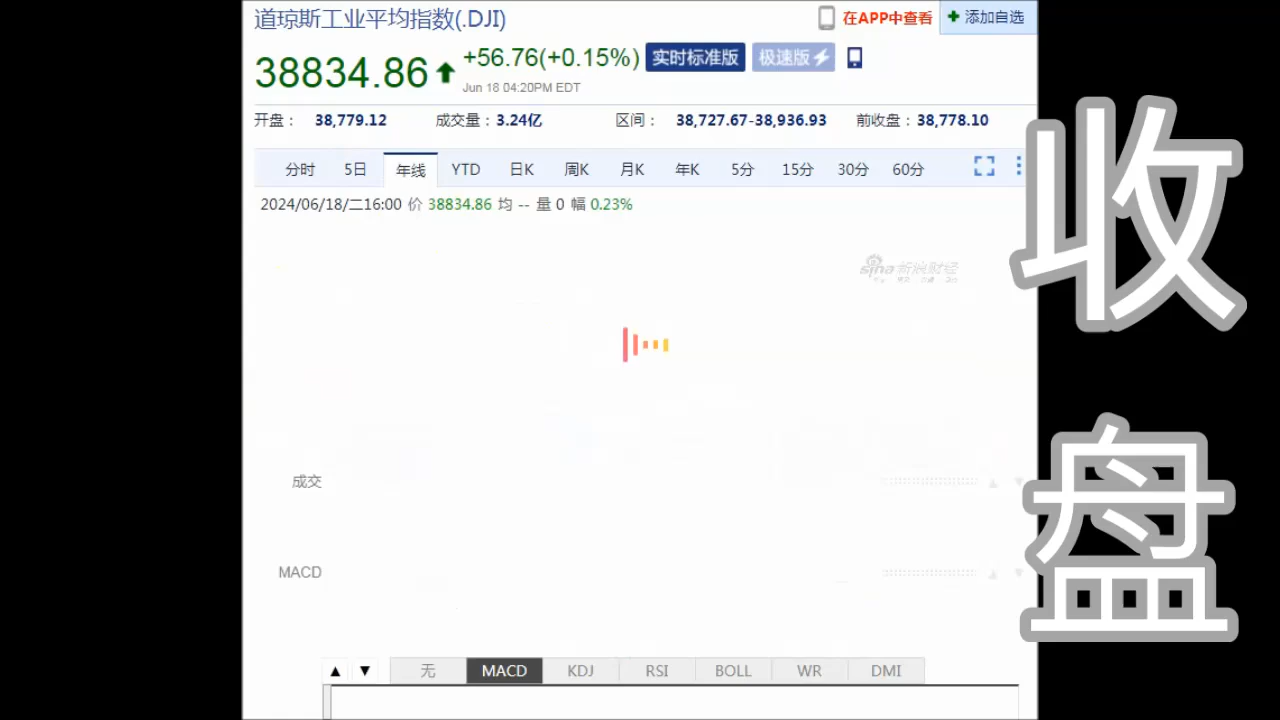 道琼斯工业平均指数(.DJI)
在APP中查看
添加自选
38834.86
+56.76(+0.15%)
实时标准版
极速版
Jun 18 04:20PM EDT
开盘： 38,779.12 成交量：3.24亿 区间： 38,727.67-38,936.93 前收盘：38,778.10
分时 5日 年线 YTD 日K 周K 月K 年K 5分 15分 30分 60分
2024/06/18/二16:00 价 38834.86 均 -- 量 0 幅 0.23%
sina 新浪财经
成交
MACD
▲ ▼ 无 MACD KDJ RSI BOLL WR DMI
收
盘